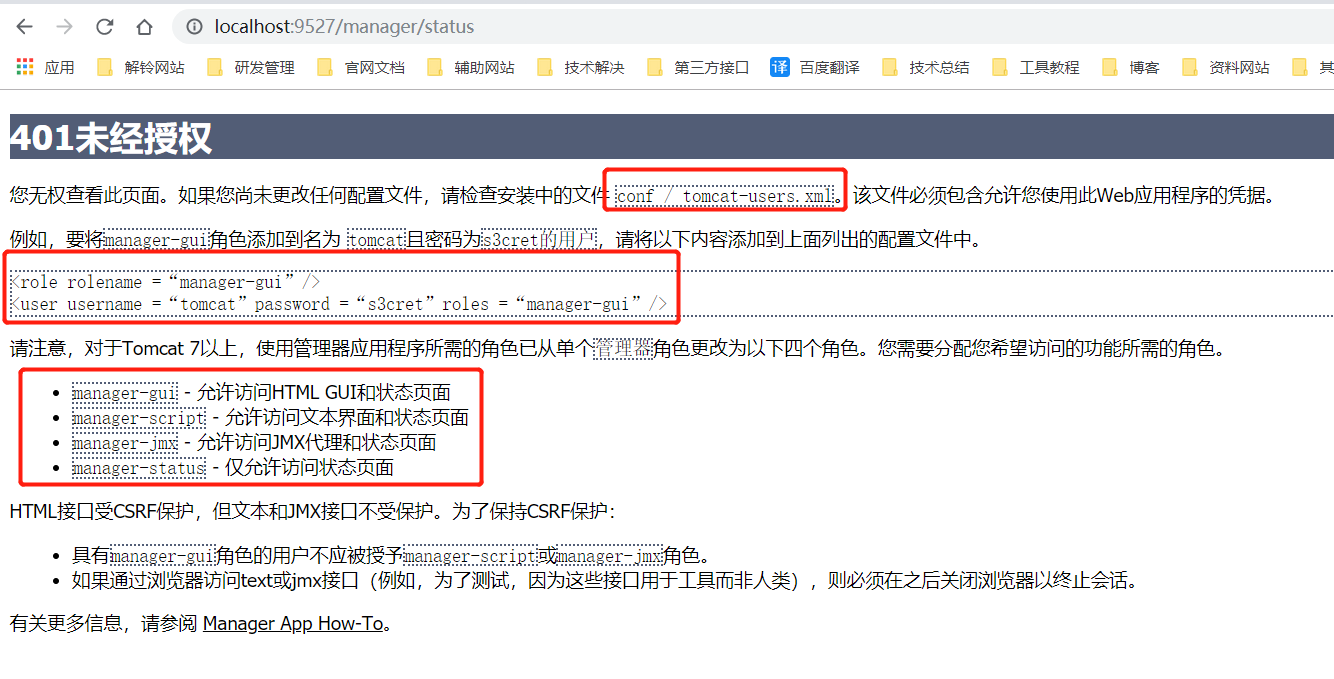 localhost:9527/manager/status
应用 解铃网站 研发管理 官网文档 辅助网站 技术解决 第三方接口 译 百度翻译 技术总结 工具教程 博客 资料网站 其
401未经授权
您无权查看此页面。如果您尚未更改任何配置文件，请检查安装中的文件 conf / tomcat-users.xml。该文件必须包含允许您使用此Web应用程序的凭据。
例如，要将manager-gui角色添加到名为 tomcat且密码为s3cret的用户，请将以下内容添加到上面列出的配置文件中。
<role rolename =“manager-gui” />
<user username =“tomcat” password =“s3cret” roles =“manager-gui” />
请注意，对于Tomcat 7以上，使用管理器应用程序所需的角色已从单个管理器角色更改为以下四个角色。您需要分配您希望访问的功能所需的角色。
• manager-gui - 允许访问HTML GUI和状态页面
• manager-script - 允许访问文本界面和状态页面
• manager-jmx - 允许访问JMX代理和状态页面
• manager-status - 仅允许访问状态页面
HTML接口受CSRF保护，但文本和JMX接口不受保护。为了保持CSRF保护：
• 具有manager-gui角色的用户不应被授予manager-script或manager-jmx角色。
• 如果通过浏览器访问text或jmx接口（例如，为了测试，因为这些接口用于工具而非人类），则必须在之后关闭浏览器以终止会话。
有关更多信息，请参阅 Manager App How-To。